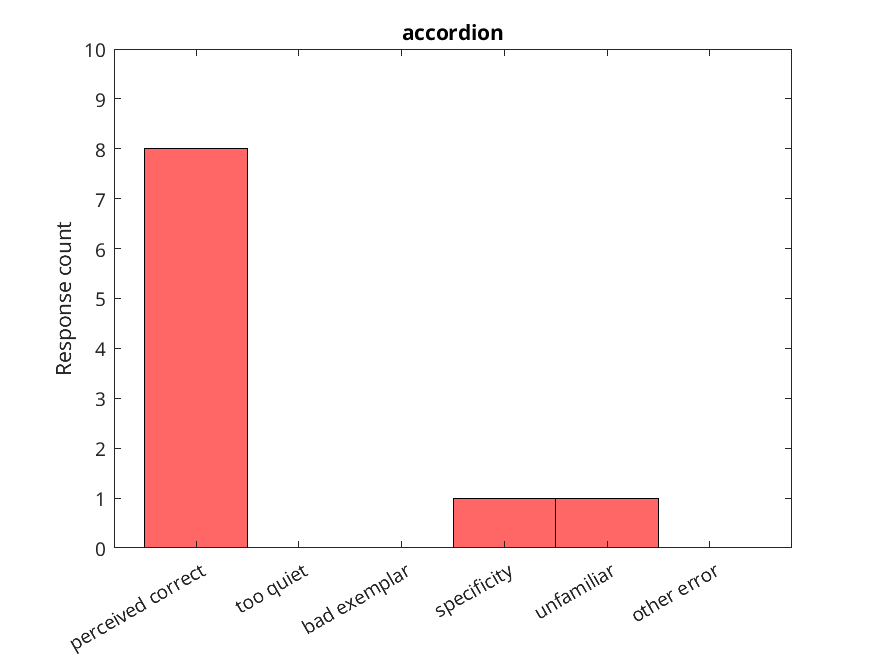 accordion
10
9
8
7
6
5
4
3
2
1
0
Response count
perceived correct
too quiet
bad exemplar
specificity
unfamiliar
other error